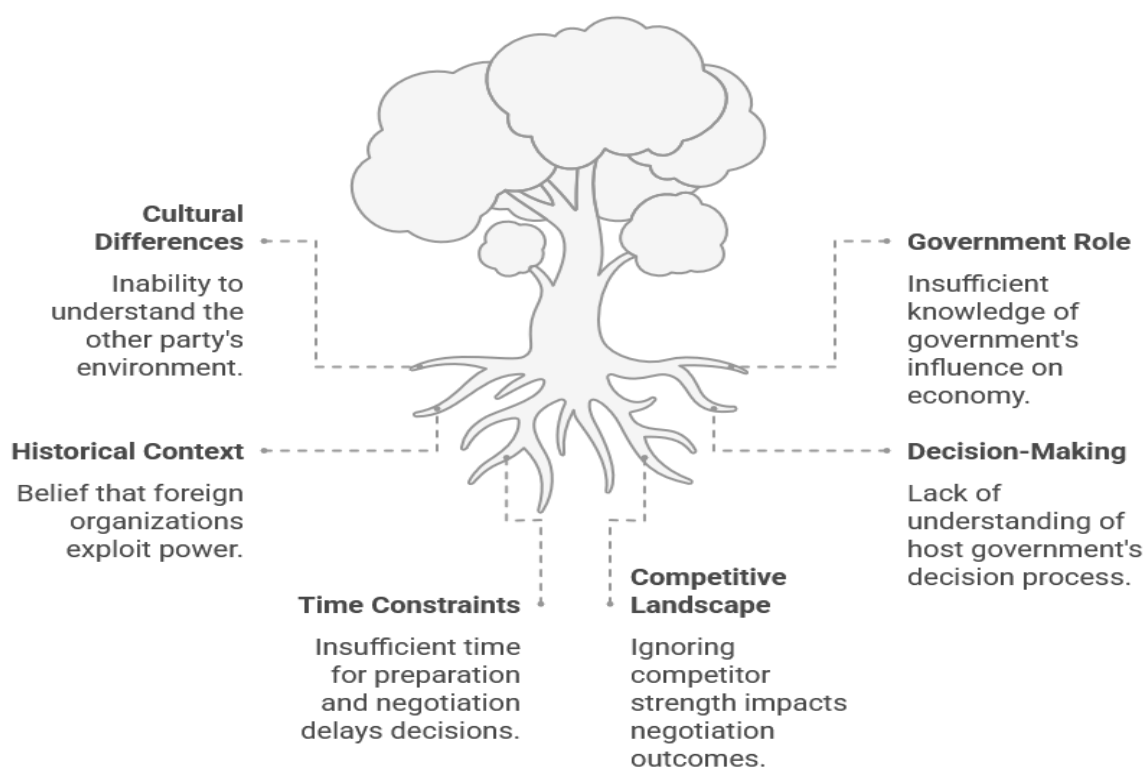 Cultural
Differences
Inability to
understand the
other party's
environment.
Government Role
Insufficient
knowledge of
government's
influence on
economy.
Historical Context
Belief that foreign
organizations
exploit power.
Decision-Making
Lack of
understanding of
host government's
decision process.
Time Constraints
Insufficient time
for preparation
and negotiation
delays decisions.
Competitive
Landscape
Ignoring
competitor
strength impacts
negotiation
outcomes.